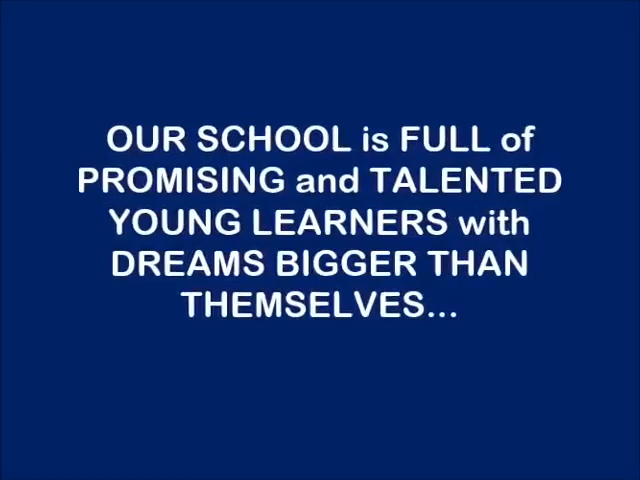 OUR SCHOOL is FULL of
PROMISING and TALENTED
YOUNG LEARNERS with
DREAMS BIGGER THAN
THEMSELVES...